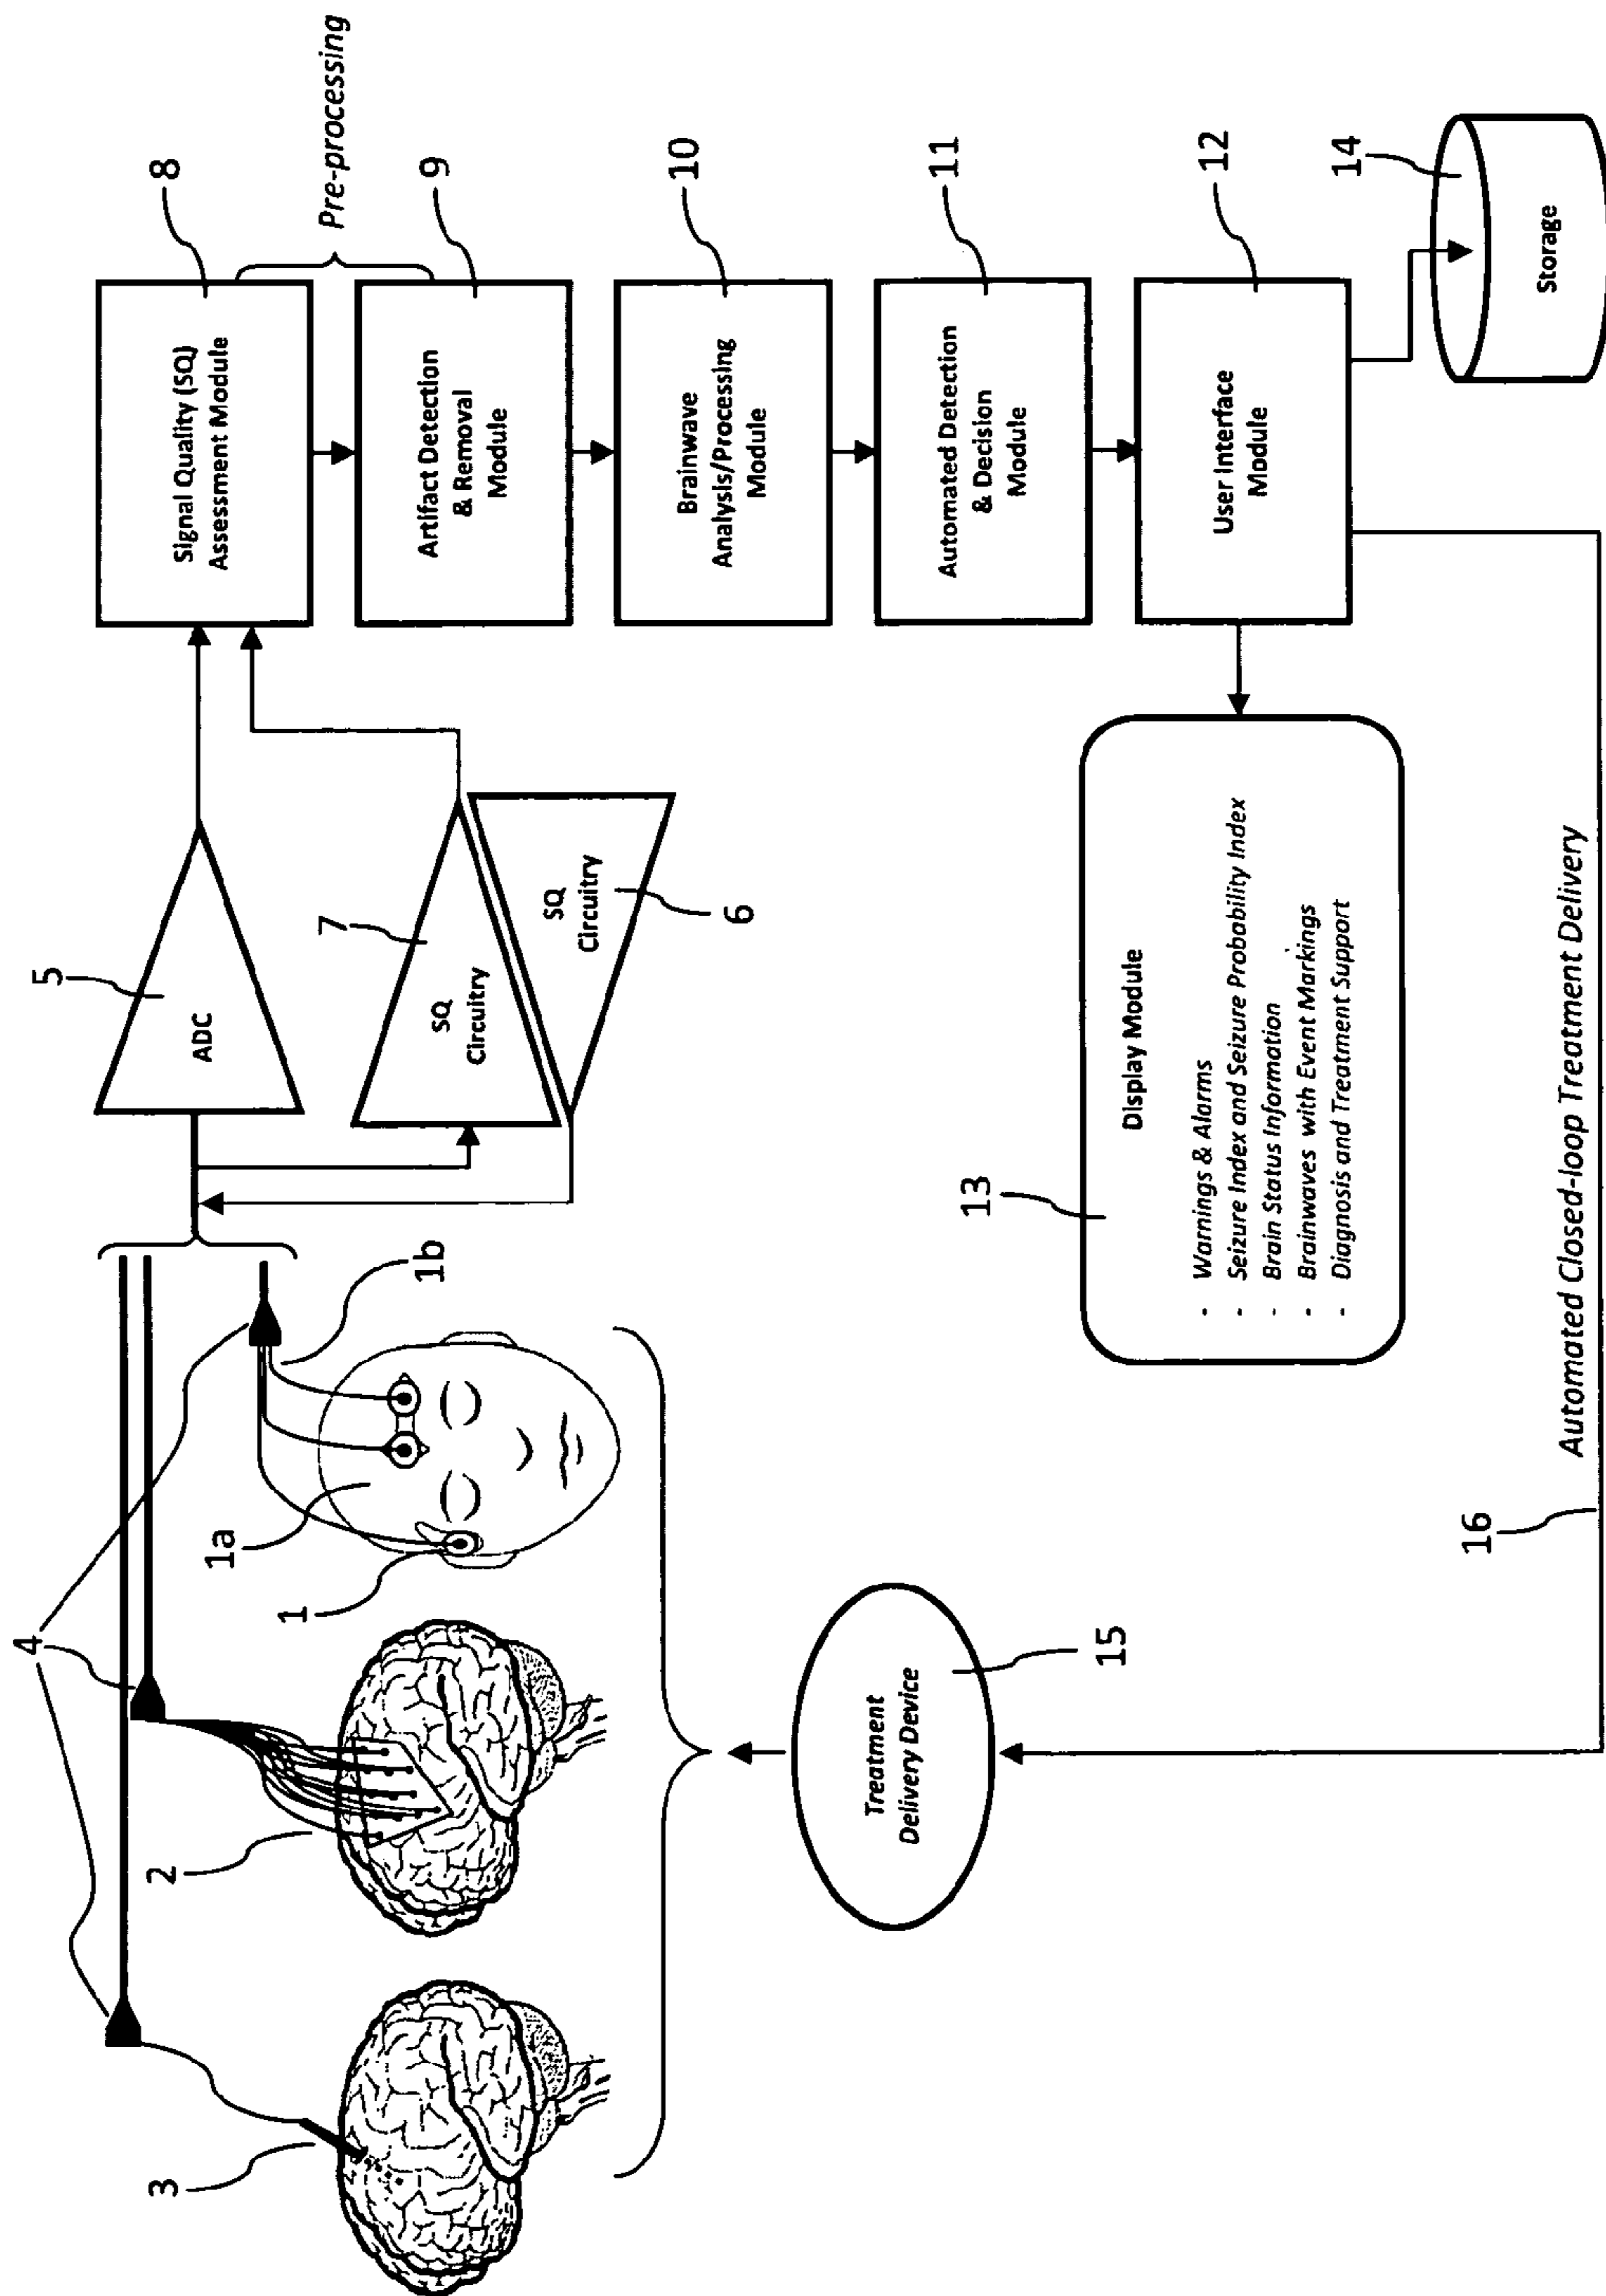 3
2
4
1
1a
1b
5
ADC
7
SQ
Circuitry
SQ
Circuitry
6
8
Signal Quality (SQ)
Assessment Module
Pre-processing
9
Artifact Detection
& Removal
Module
10
Brainwave
Analysis/Processing
Module
11
Automated Detection
& Decision
Module
12
User Interface
Module
14
Storage
13
Display Module
- Warnings & Alarms
- Seizure Index and Seizure Probability Index
- Brain Status Information
- Brainwaves with Event Markings
- Diagnosis and Treatment Support
15
Treatment
Delivery Device
16
Automated Closed-loop Treatment Delivery